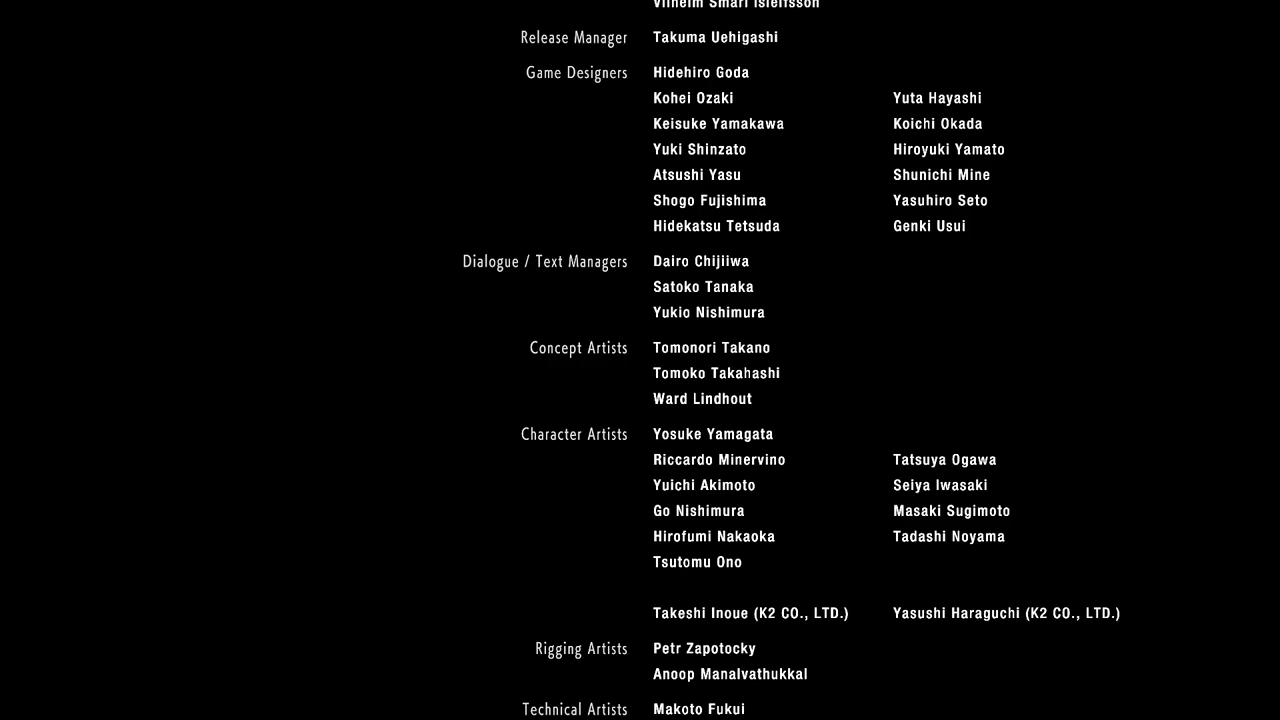 Vilhelm Smari Isleifsson
Release Manager Takuma Uehigashi
Game Designers Hidehiro Goda
Kohei Ozaki Yuta Hayashi
Keisuke Yamakawa Koichi Okada
Yuki Shinzato Hiroyuki Yamato
Atsushi Yasu Shunichi Mine
Shogo Fujishima Yasuhiro Seto
Hidekatsu Tetsuda Genki Usui
Dialogue / Text Managers Dairo Chijiiwa
Satoko Tanaka
Yukio Nishimura
Concept Artists Tomonori Takano
Tomoko Takahashi
Ward Lindhout
Character Artists Yosuke Yamagata
Riccardo Minervino Tatsuya Ogawa
Yuichi Akimoto Seiya Iwasaki
Go Nishimura Masaki Sugimoto
Hirofumi Nakaoka Tadashi Noyama
Tsutomu Ono
Takeshi Inoue (K2 CO., LTD.) Yasushi Haraguchi (K2 CO., LTD.)
Rigging Artists Petr Zapotocky
Anoop Manalvathukkal
Technical Artists Makoto Fukui